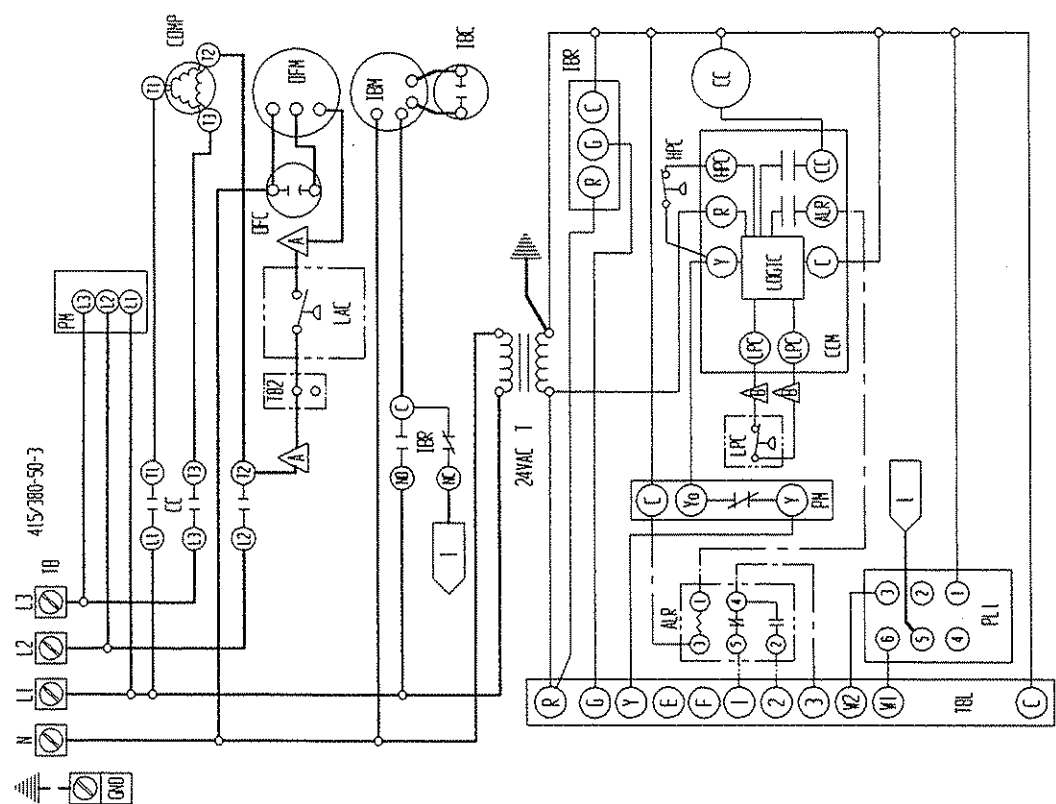 415/380-50-3
TB
L3
L2
L1
N
GND
PM
L3
L2
L1
COMP
T1
T2
T3
CC
L1
T1
L3
T3
L2
T2
OFM
OFC
A
LAC
TB2
A
IBM
IBC
C
IBR
NO
NC
1
24VAC T
IBR
R
G
C
CC
HPC
HPC
R
Y
CC
ALR
C
LOGIC
LPC
LPC
CCM
B
B
LPC
PM
C
Yo
Y
ALR
1
3
4
5
2
1
PL1
3
2
1
6
5
4
TBL
R
G
Y
E
F
1
2
3
W2
W1
C